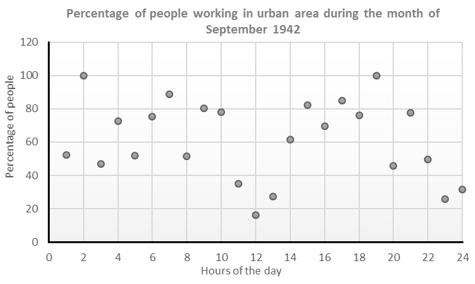 Percentage of people working in urban area during the month of
September 1942
120
100
80
60
40
20
0
Percentage of people
0 2 4 6 8 10 12 14 16 18 20 22 24
Hours of the day